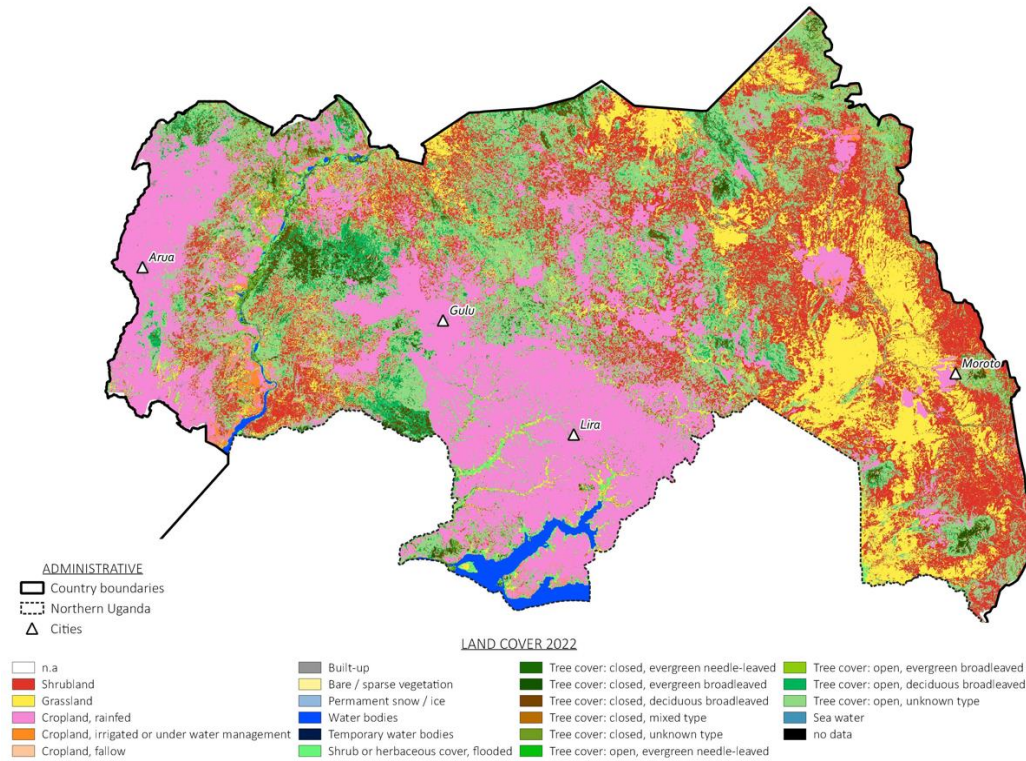 Arua
Gulu
Lira
Moroto
ADMINISTRATIVE
Country boundaries
Northern Uganda
Cities
LAND COVER 2022
n.a
Shrubland
Grassland
Cropland, rainfed
Cropland, irrigated or under water management
Cropland, fallow
Built-up
Bare / sparse vegetation
Permament snow / ice
Water bodies
Temporary water bodies
Shrub or herbaceous cover, flooded
Tree cover: closed, evergreen needle-leaved
Tree cover: closed, evergreen broadleaved
Tree cover: closed, deciduous broadleaved
Tree cover: closed, mixed type
Tree cover: closed, unknown type
Tree cover: open, evergreen needle-leaved
Tree cover: open, evergreen broadleaved
Tree cover: open, deciduous broadleaved
Tree cover: open, unknown type
Sea water
no data